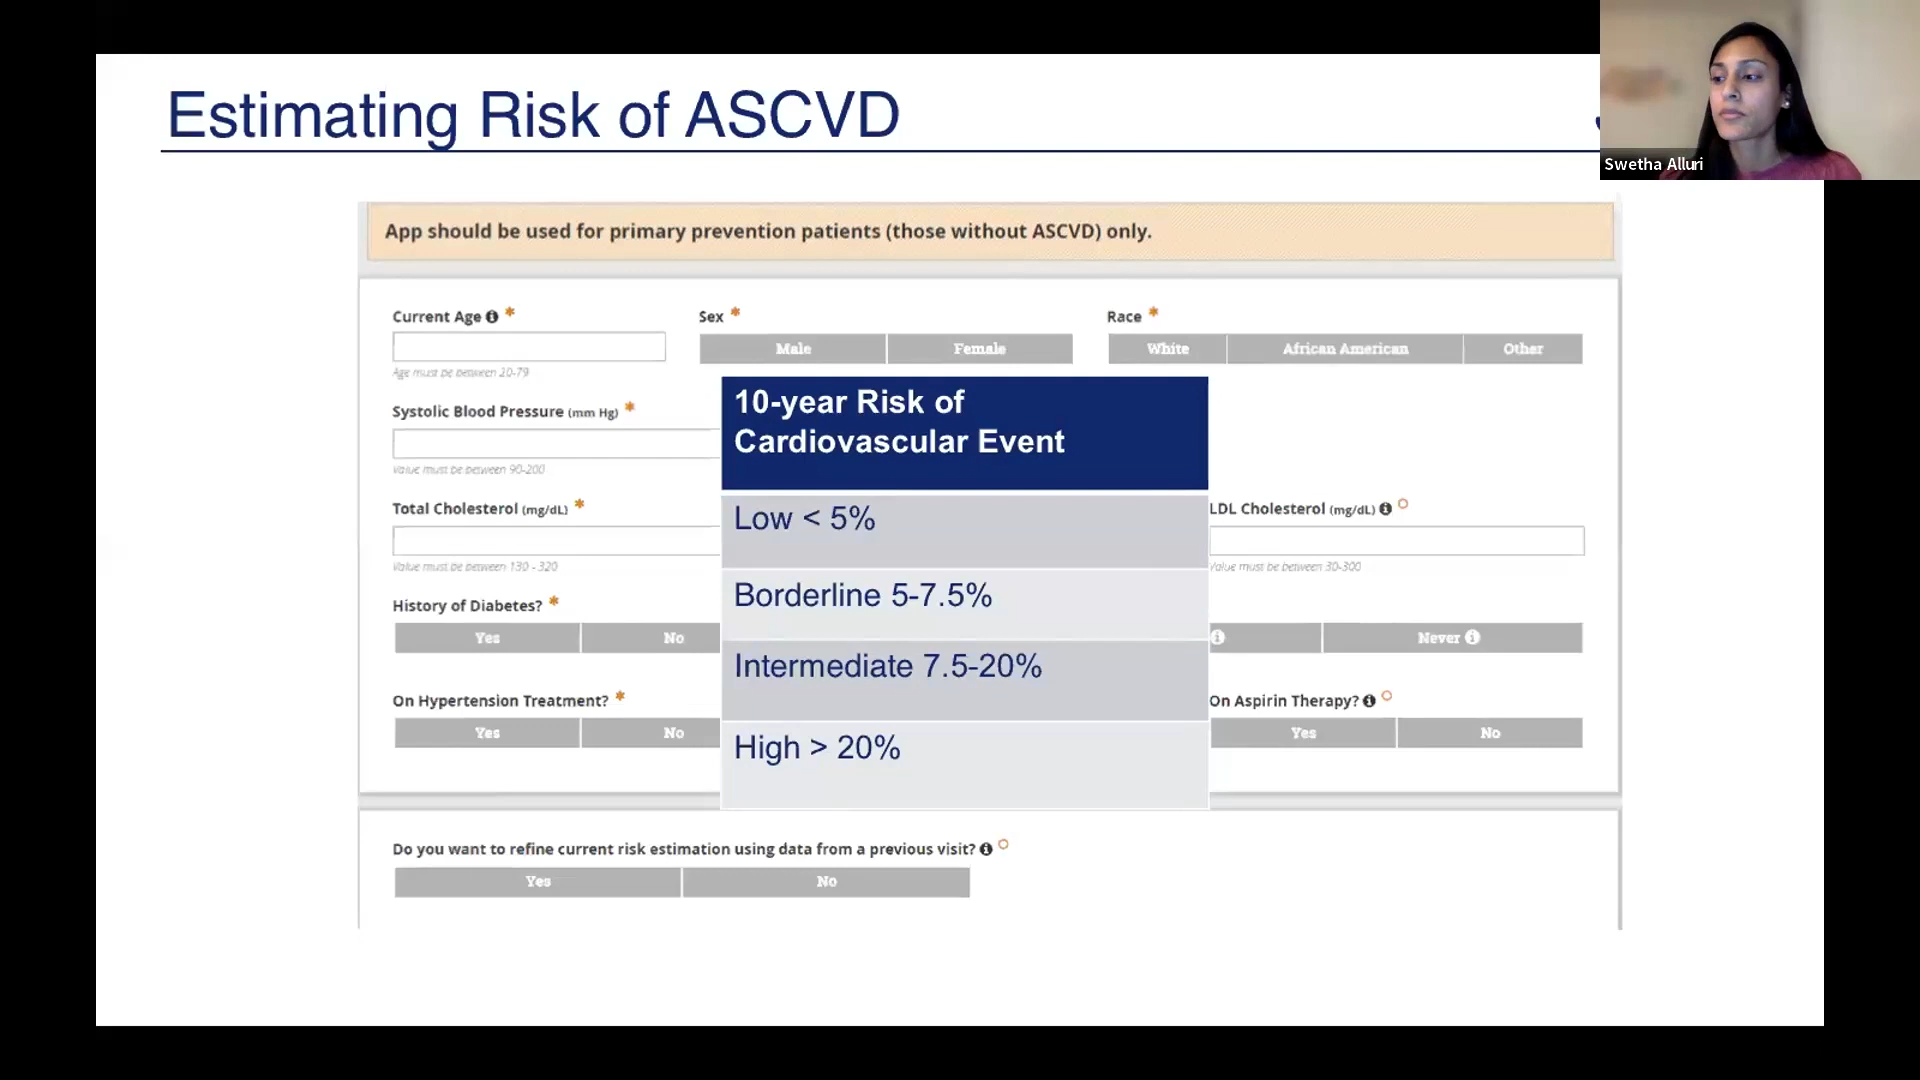 Estimating Risk of ASCVD
Swetha Alluri
App should be used for primary prevention patients (those without ASCVD) only.
Current Age *
Sex *
Race *
Male
Female
White
African American
Other
Age must be between 20-79
Systolic Blood Pressure (mm Hg) *
Value must be between 90-200
10-year Risk of
Cardiovascular Event
Low < 5%
Borderline 5-7.5%
Intermediate 7.5-20%
High > 20%
Total Cholesterol (mg/dL) *
LDL Cholesterol (mg/dL)
Value must be between 130 - 320
Value must be between 30-300
History of Diabetes? *
Yes
No
Never
On Hypertension Treatment? *
On Aspirin Therapy?
Yes
No
Yes
No
Do you want to refine current risk estimation using data from a previous visit?
Yes
No